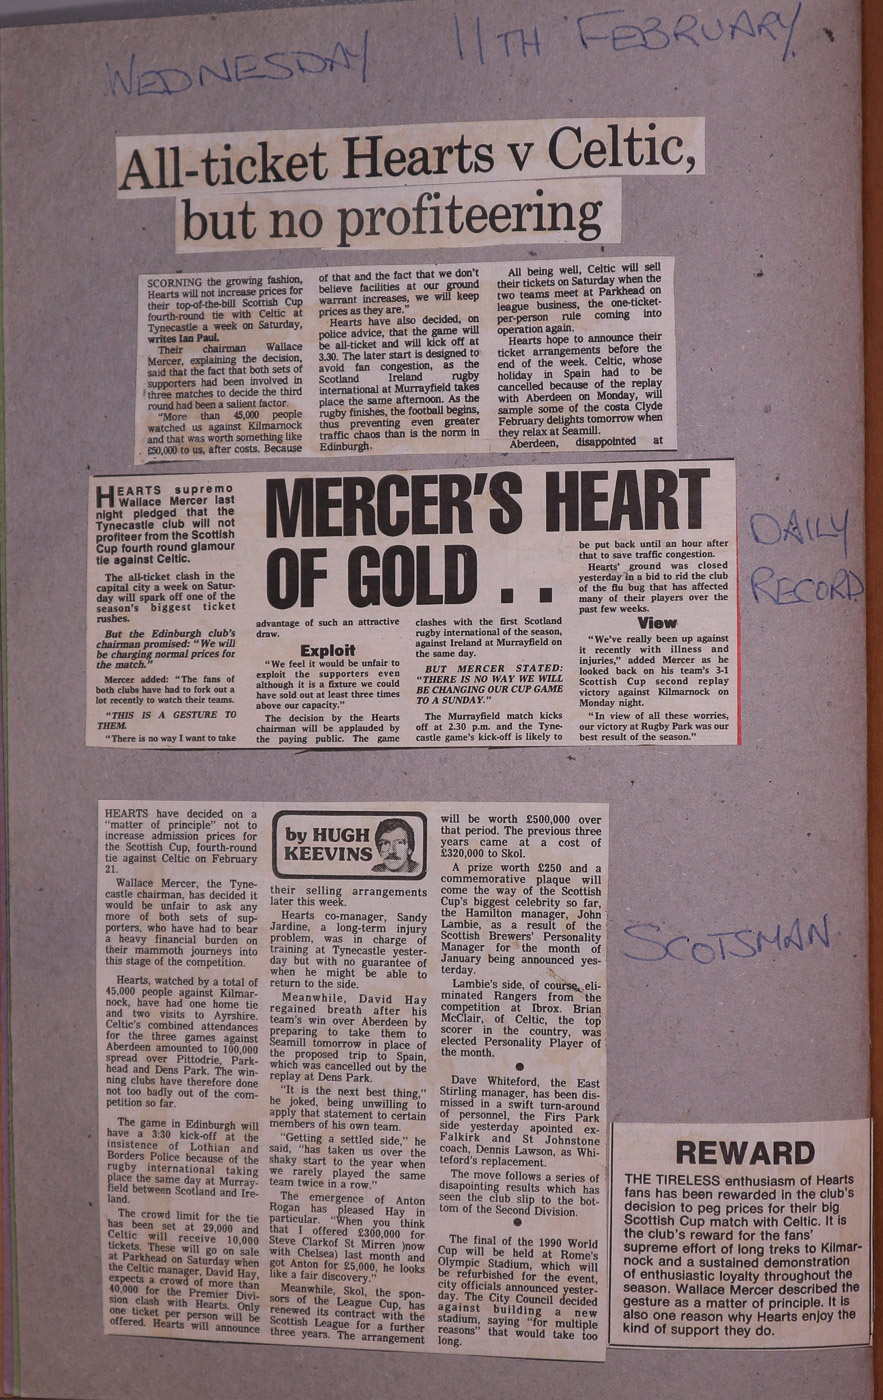 WEDNESDAY 11TH FEBRUARY
All-ticket Hearts v Celtic,
but no profiteering
SCORNING the growing fashion,
Hearts will not increase prices for
their top-of-the-bill Scottish Cup
fourth-round tie with Celtic at
Tynecastle a week on Saturday,
writes Ian Paul.
Their chairman Wallace
Mercer, explaining the decision,
said that the fact that both sets of
supporters had been involved in
three matches to decide the third
round had been a salient factor.
"More than 45,000 people
watched us against Kilmarnock
and that was worth something like
£50,000 to us, after costs. Because
of that and the fact that we don't
believe facilities at our ground
warrant increases, we will keep
prices as they are."
Hearts have also decided, on
police advice, that the game will
be all-ticket and will kick off at
3.30. The later start is designed to
avoid fan congestion, as the
Scotland Ireland rugby
international at Murrayfield takes
place the same afternoon. As the
rugby finishes, the football begins,
thus preventing even greater
traffic chaos than is the norm in
Edinburgh.
All being well, Celtic will sell
their tickets on Saturday when the
two teams meet at Parkhead on
league business, the one-ticket-
per-person rule coming into
operation again.
Hearts hope to announce their
ticket arrangements before the
end of the week. Celtic, whose
holiday in Spain had to be
cancelled because of the replay
with Aberdeen on Monday, will
sample some of the costa Clyde
February delights tomorrow when
they relax at Seamill.
Aberdeen, disappointed at
DAILY
RECORD
MERCER'S HEART
OF GOLD . .
HEARTS supremo
Wallace Mercer last
night pledged that the
Tynecastle club will not
profiteer from the Scottish
Cup fourth round glamour
tie against Celtic.
The all-ticket clash in the
capital city a week on Satur-
day will spark off one of the
season's biggest ticket
rushes.
But the Edinburgh club's
chairman promised: "We will
be charging normal prices for
the match."
Mercer added: "The fans of
both clubs have had to fork out a
lot recently to watch their teams.
"THIS IS A GESTURE TO
THEM.
"There is no way I want to take
advantage of such an attractive
draw.
Exploit
"We feel it would be unfair to
exploit the supporters even
although it is a fixture we could
have sold out at least three times
above our capacity."
The decision by the Hearts
chairman will be applauded by
the paying public. The game
clashes with the first Scotland
rugby international of the season,
against Ireland at Murrayfield on
the same day.
BUT MERCER STATED:
"THERE IS NO WAY WE WILL
BE CHANGING OUR CUP GAME
TO A SUNDAY."
The Murrayfield match kicks
off at 2.30 p.m. and the Tyne-
castle game's kick-off is likely to
be put back until an hour after
that to save traffic congestion.
Hearts' ground was closed
yesterday in a bid to rid the club
of the flu bug that has affected
many of their players over the
past few weeks.
View
"We've really been up against
it recently with illness and
injuries," added Mercer as he
looked back on his team's 3-1
Scottish Cup second replay
victory against Kilmarnock on
Monday night.
"In view of all these worries,
our victory at Rugby Park was our
best result of the season."
SCOTSMAN
HEARTS have decided on a
"matter of principle" not to
increase admission prices for
the Scottish Cup, fourth-round
tie against Celtic on February
21.
Wallace Mercer, the Tyne-
castle chairman, has decided it
would be unfair to ask any
more of both sets of sup-
porters, who have had to bear
a heavy financial burden on
their mammoth journeys into
this stage of the competition.
Hearts, watched by a total of
45,000 people against Kilmar-
nock, have had one home tie
and two visits to Ayrshire.
Celtic's combined attendances
for the three games against
Aberdeen amounted to 100,000
spread over Pittodrie, Park-
head and Dens Park. The win-
ning clubs have therefore done
not too badly out of the com-
petition so far.
The game in Edinburgh will
have a 3:30 kick-off at the
insistence of Lothian and
Borders Police because of the
rugby international taking
place the same day at Murray-
field between Scotland and Ire-
land.
The crowd limit for the tie
has been set at 29,000 and
Celtic will receive 10,000
tickets. These will go on sale
at Parkhead on Saturday when
the Celtic manager, David Hay,
expects a crowd of more than
40,000 for the Premier Divi-
sion clash with Hearts. Only
one ticket per person will be
offered. Hearts will announce
by HUGH
KEEVINS
their selling arrangements
later this week.
Hearts co-manager, Sandy
Jardine, a long-term injury
problem, was in charge of
training at Tynecastle yester-
day but with no guarantee of
when he might be able to
return to the side.
Meanwhile, David Hay
regained breath after his
team's win over Aberdeen by
preparing to take them to
Seamill tomorrow in place of
the proposed trip to Spain,
which was cancelled out by the
replay at Dens Park.
"It is the next best thing,"
he joked, being unwilling to
apply that statement to certain
members of his own team.
"Getting a settled side," he
said, "has taken us over the
shaky start to the year when
we rarely played the same
team twice in a row."
The emergence of Anton
Rogan has pleased Hay in
particular. "When you think
that I offered £300,000 for
Steve Clarkof St Mirren )now
with Chelsea) last month and
got Anton for £5,000, he looks
like a fair discovery."
Meanwhile, Skol, the spon-
sors of the League Cup, has
renewed its contract with the
Scottish League for a further
three years. The arrangement
will be worth £500,000 over
that period. The previous three
years came at a cost of
£320,000 to Skol.
A prize worth £250 and a
commemorative plaque will
come the way of the Scottish
Cup's biggest celebrity so far,
the Hamilton manager, John
Lambie, as a result of the
Scottish Brewers' Personality
Manager for the month of
January being announced yes-
terday.
Lambie's side, of course, eli-
minated Rangers from the
competition at Ibrox. Brian
McClair, of Celtic, the top
scorer in the country, was
elected Personality Player of
the month.
Dave Whiteford, the East
Stirling manager, has been dis-
missed in a swift turn-around
of personnel, the Firs Park
side yesterday apointed ex-
Falkirk and St Johnstone
coach, Dennis Lawson, as Whi-
teford's replacement.
The move follows a series of
disapointing results which has
seen the club slip to the bot-
tom of the Second Division.
The final of the 1990 World
Cup will be held at Rome's
Olympic Stadium, which will
be refurbished for the event,
city officials announced yester-
day. The City Council decided
against building a new
stadium, saying "for multiple
reasons" that would take too
long.
REWARD
THE TIRELESS enthusiasm of Hearts
fans has been rewarded in the club's
decision to peg prices for their big
Scottish Cup match with Celtic. It is
the club's reward for the fans'
supreme effort of long treks to Kilmar-
nock and a sustained demonstration
of enthusiastic loyalty throughout the
season. Wallace Mercer described the
gesture as a matter of principle. It is
also one reason why Hearts enjoy the
kind of support they do.